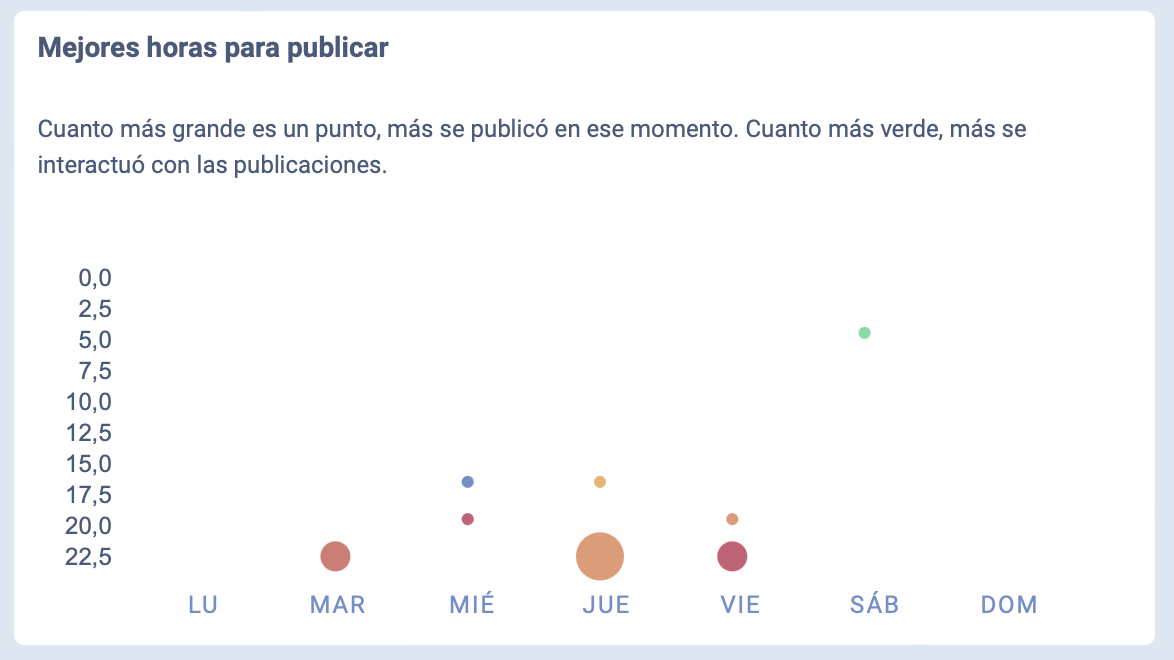 Mejores horas para publicar
Cuanto más grande es un punto, más se publicó en ese momento. Cuanto más verde, más se
interactuó con las publicaciones.
0,0
2,5
5,0
7,5
10,0
12,5
15,0
17,5
20,0
22,5
LU MAR MIÉ JUE VIE SÁB DOM